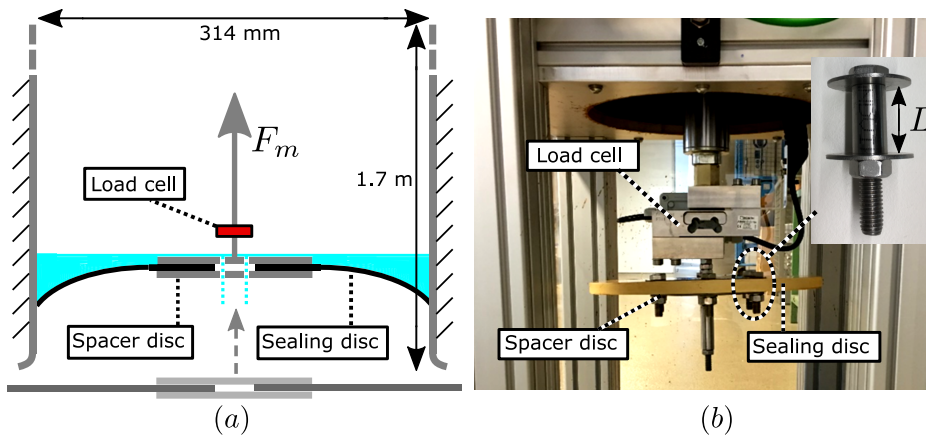 314 mm
F_m
Load cell
1.7 m
Spacer disc
Sealing disc
(a)
Load cell
L
Spacer disc
Sealing disc
(b)